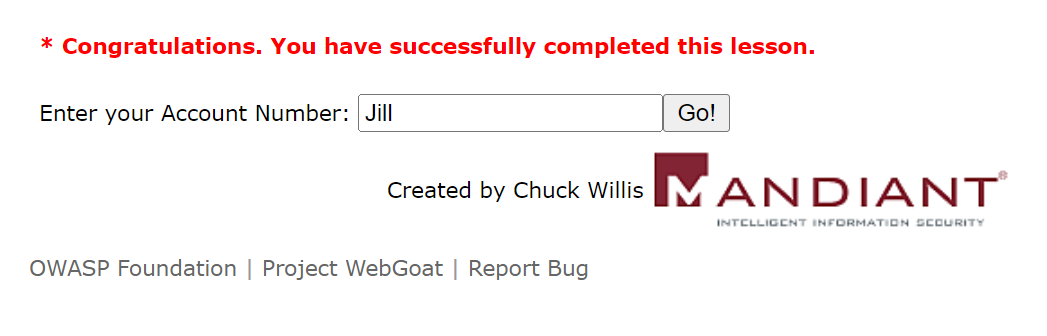 * Congratulations. You have successfully completed this lesson.
Enter your Account Number: Jill Go!
Created by Chuck Willis MANDIANT®
INTELLIGENT INFORMATION SECURITY
OWASP Foundation | Project WebGoat | Report Bug